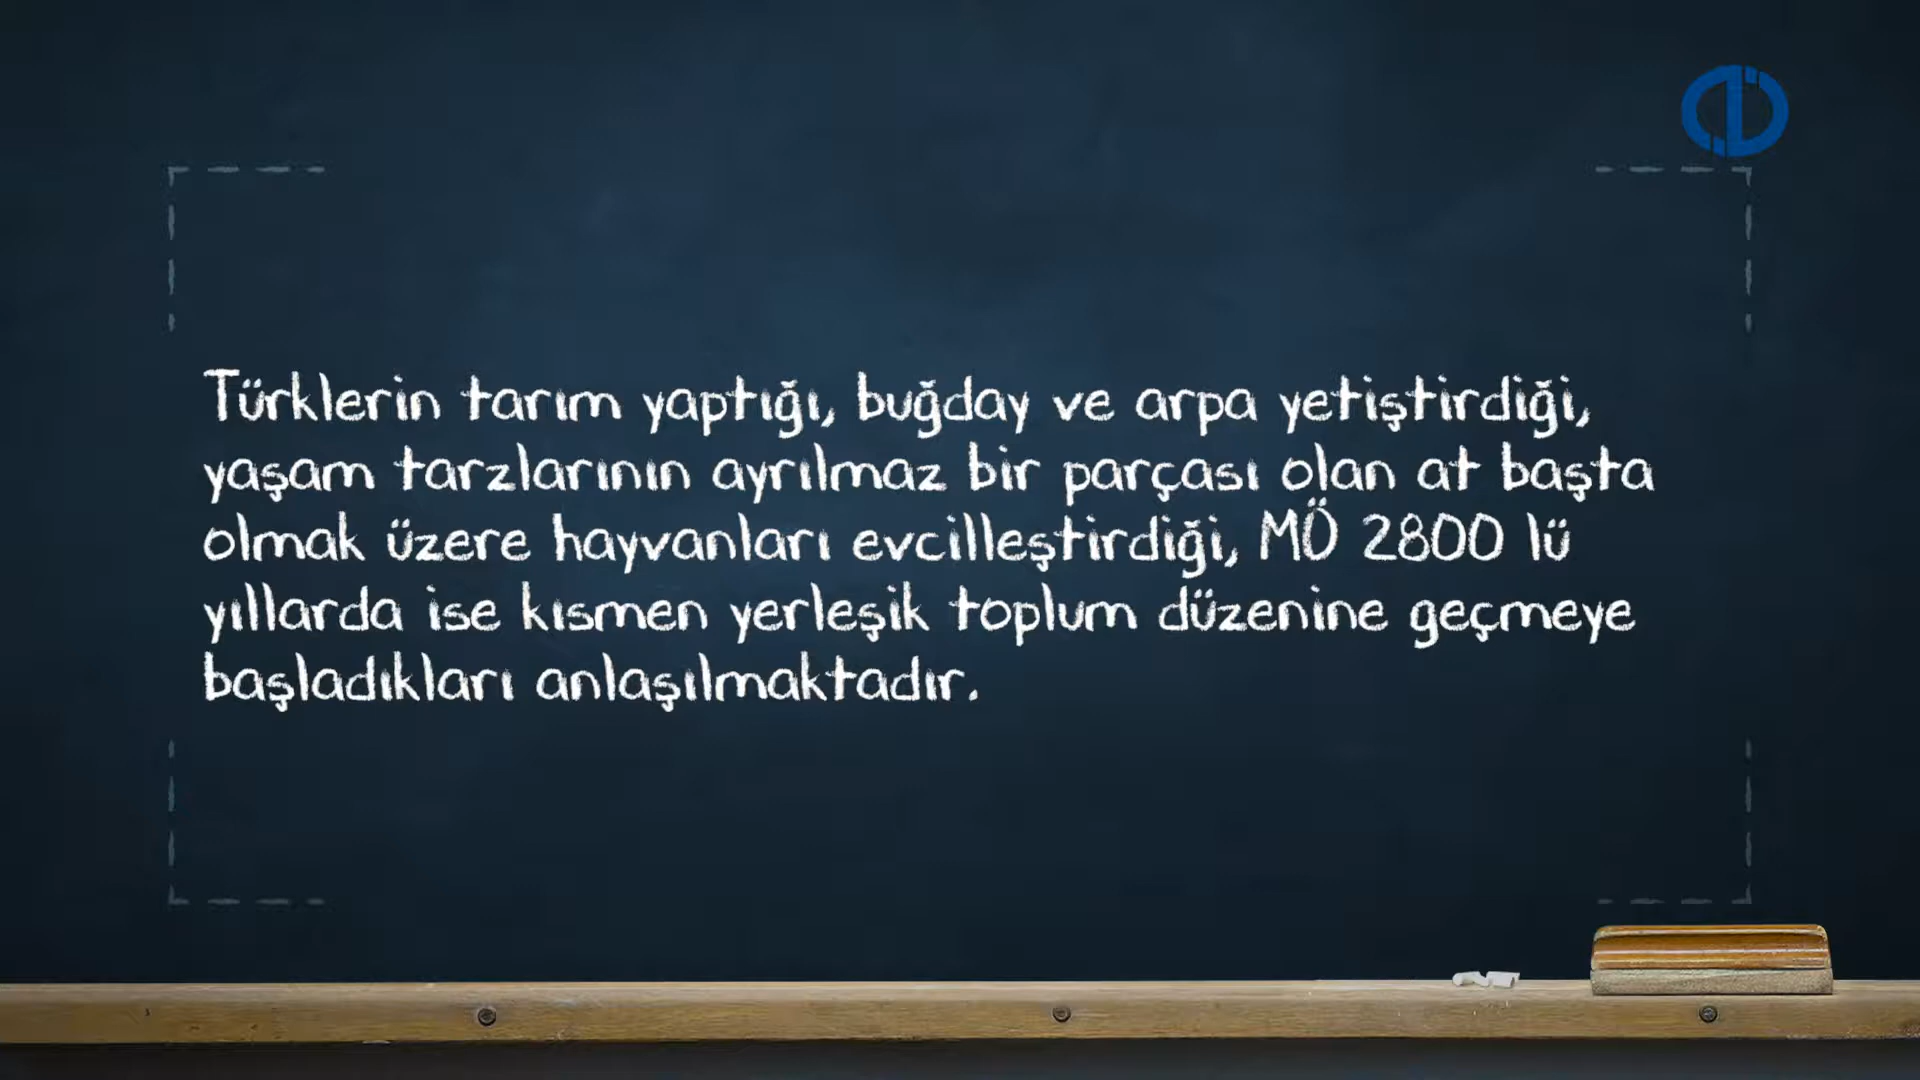 Türklerin tarım yaptığı, buğday ve arpa yetiştirdiği,
yaşam tarzlarının ayrılmaz bir parçası olan at başta
olmak üzere hayvanları evcilleştirdiği, MÖ 2800 lü
yıllarda ise kısmen yerleşik toplum düzenine geçmeye
başladıkları anlaşılmaktadır.